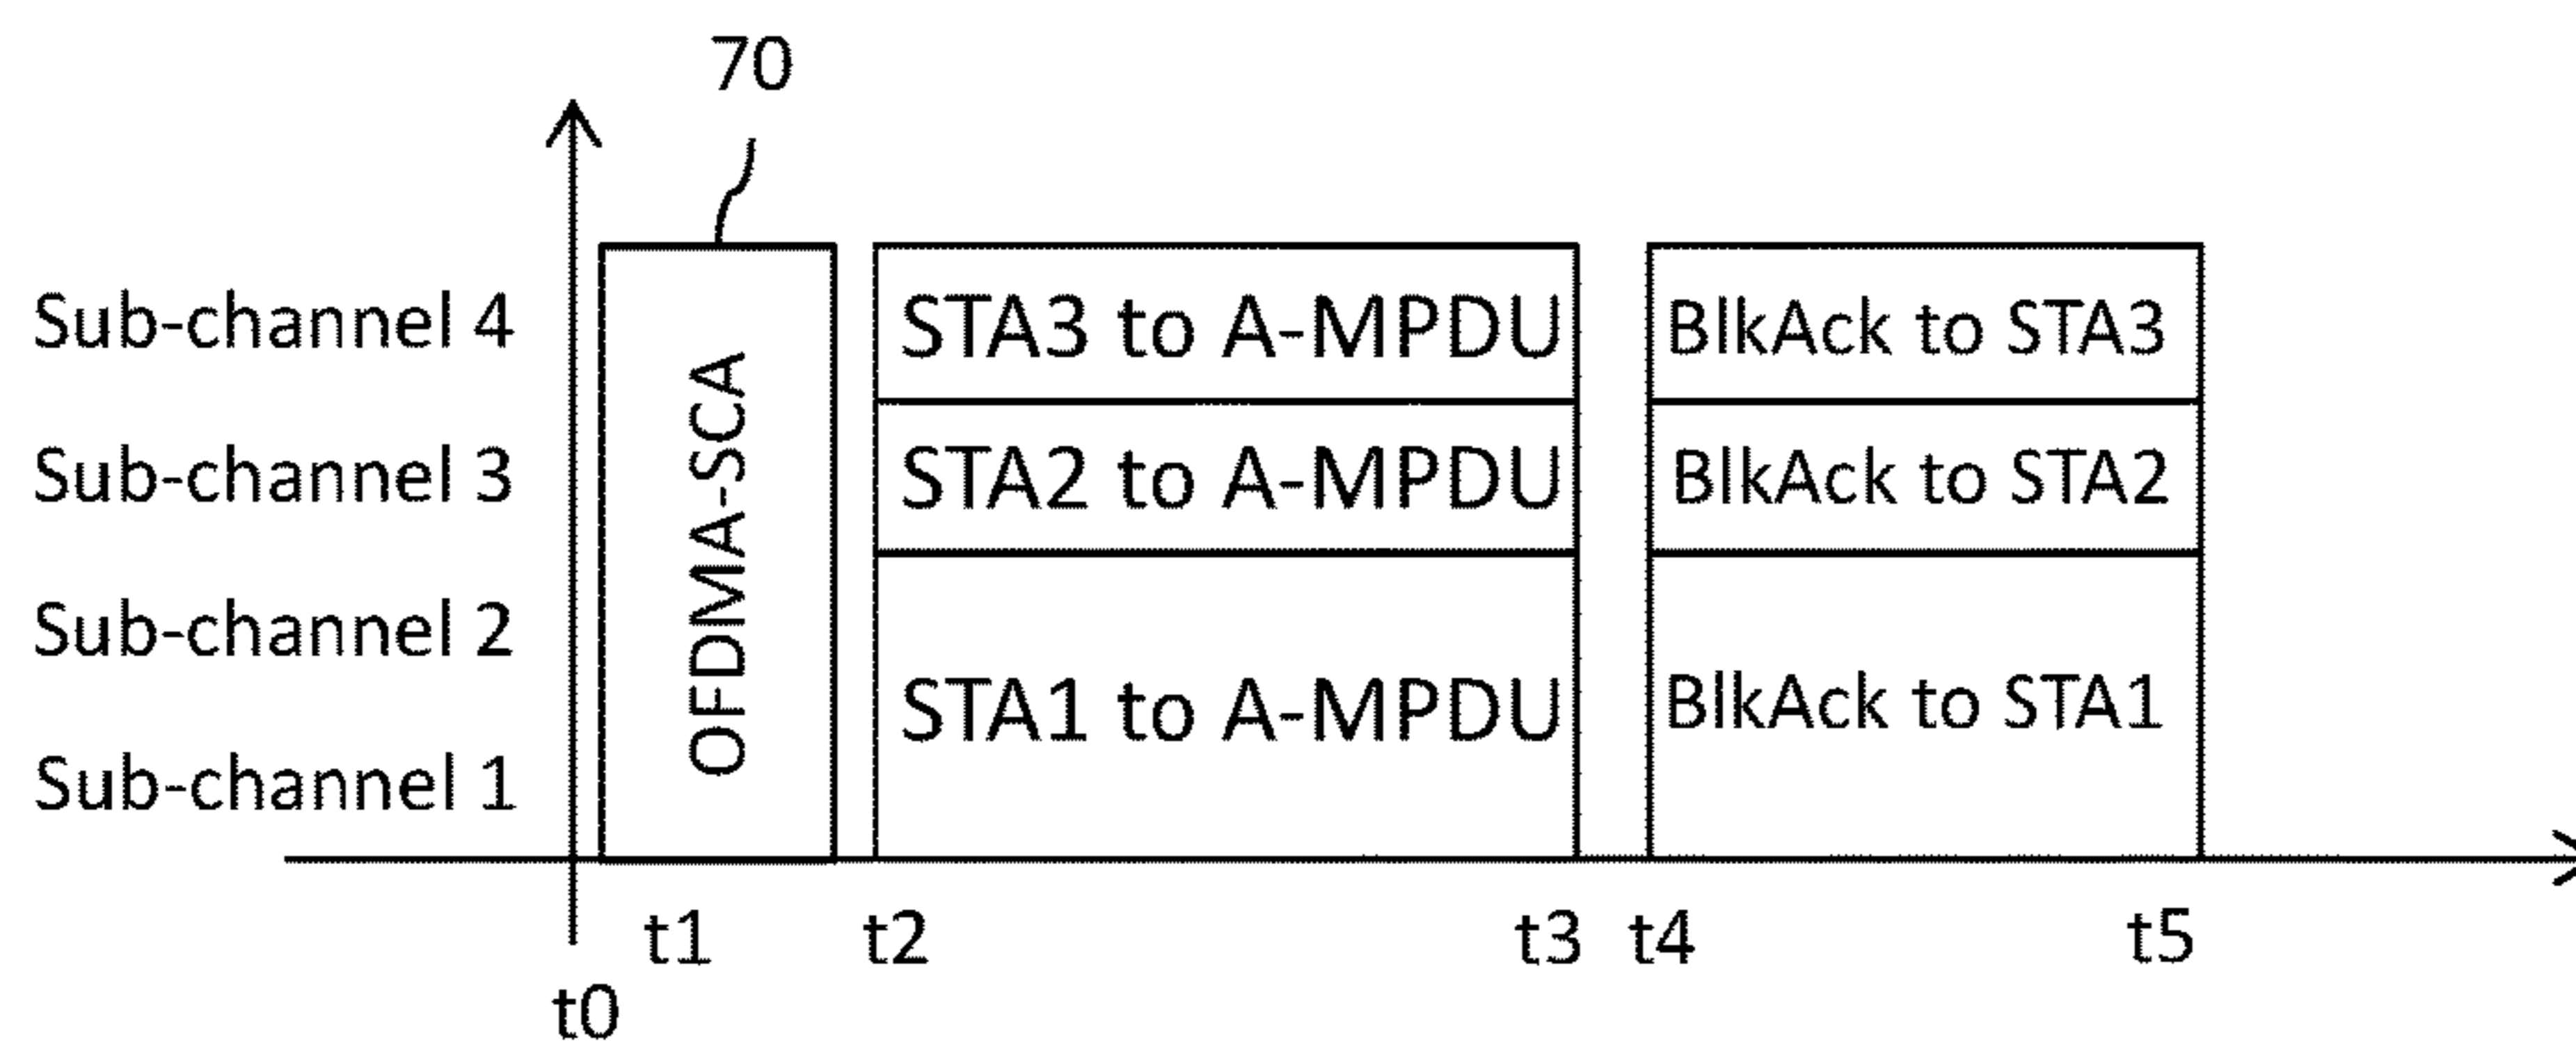 70
Sub-channel 4
Sub-channel 3
Sub-channel 2
Sub-channel 1
OFDMA-SCA
STA3 to A-MPDU
STA2 to A-MPDU
STA1 to A-MPDU
BlkAck to STA3
BlkAck to STA2
BlkAck to STA1
t0
t1
t2
t3
t4
t5